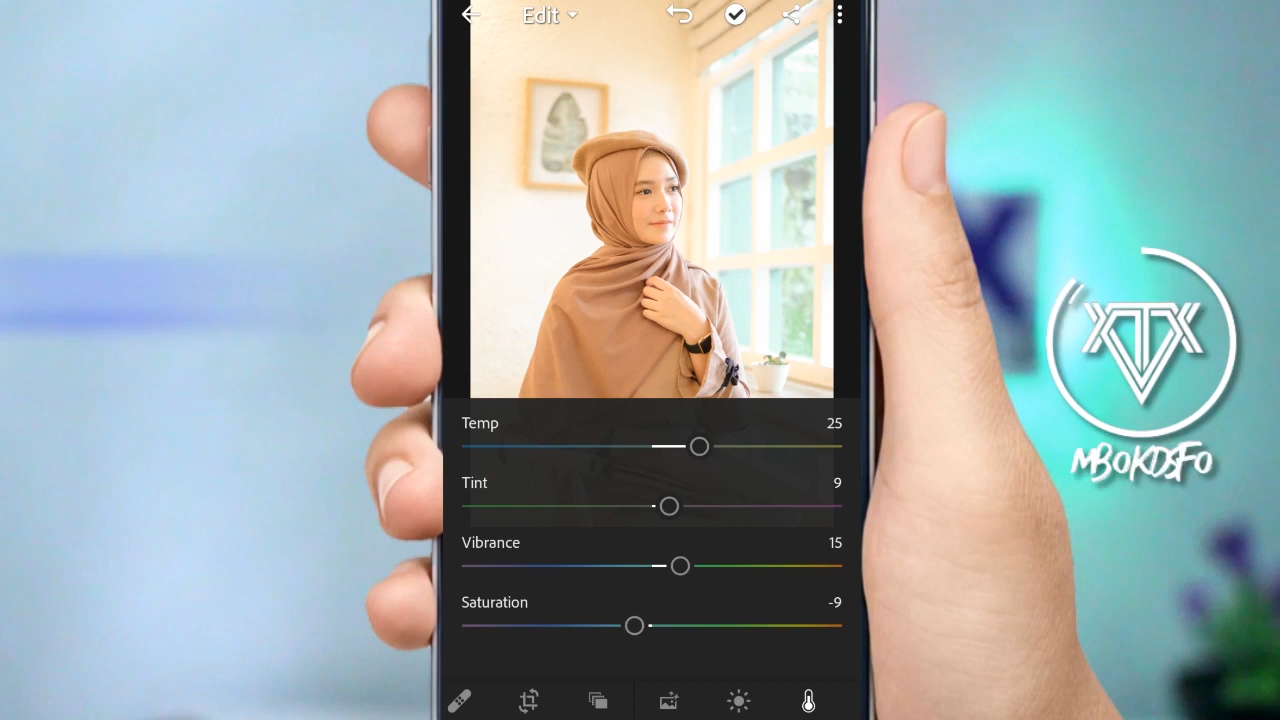 Edit
Temp 25
Tint 9
Vibrance 15
Saturation -9
MBOKDSFO